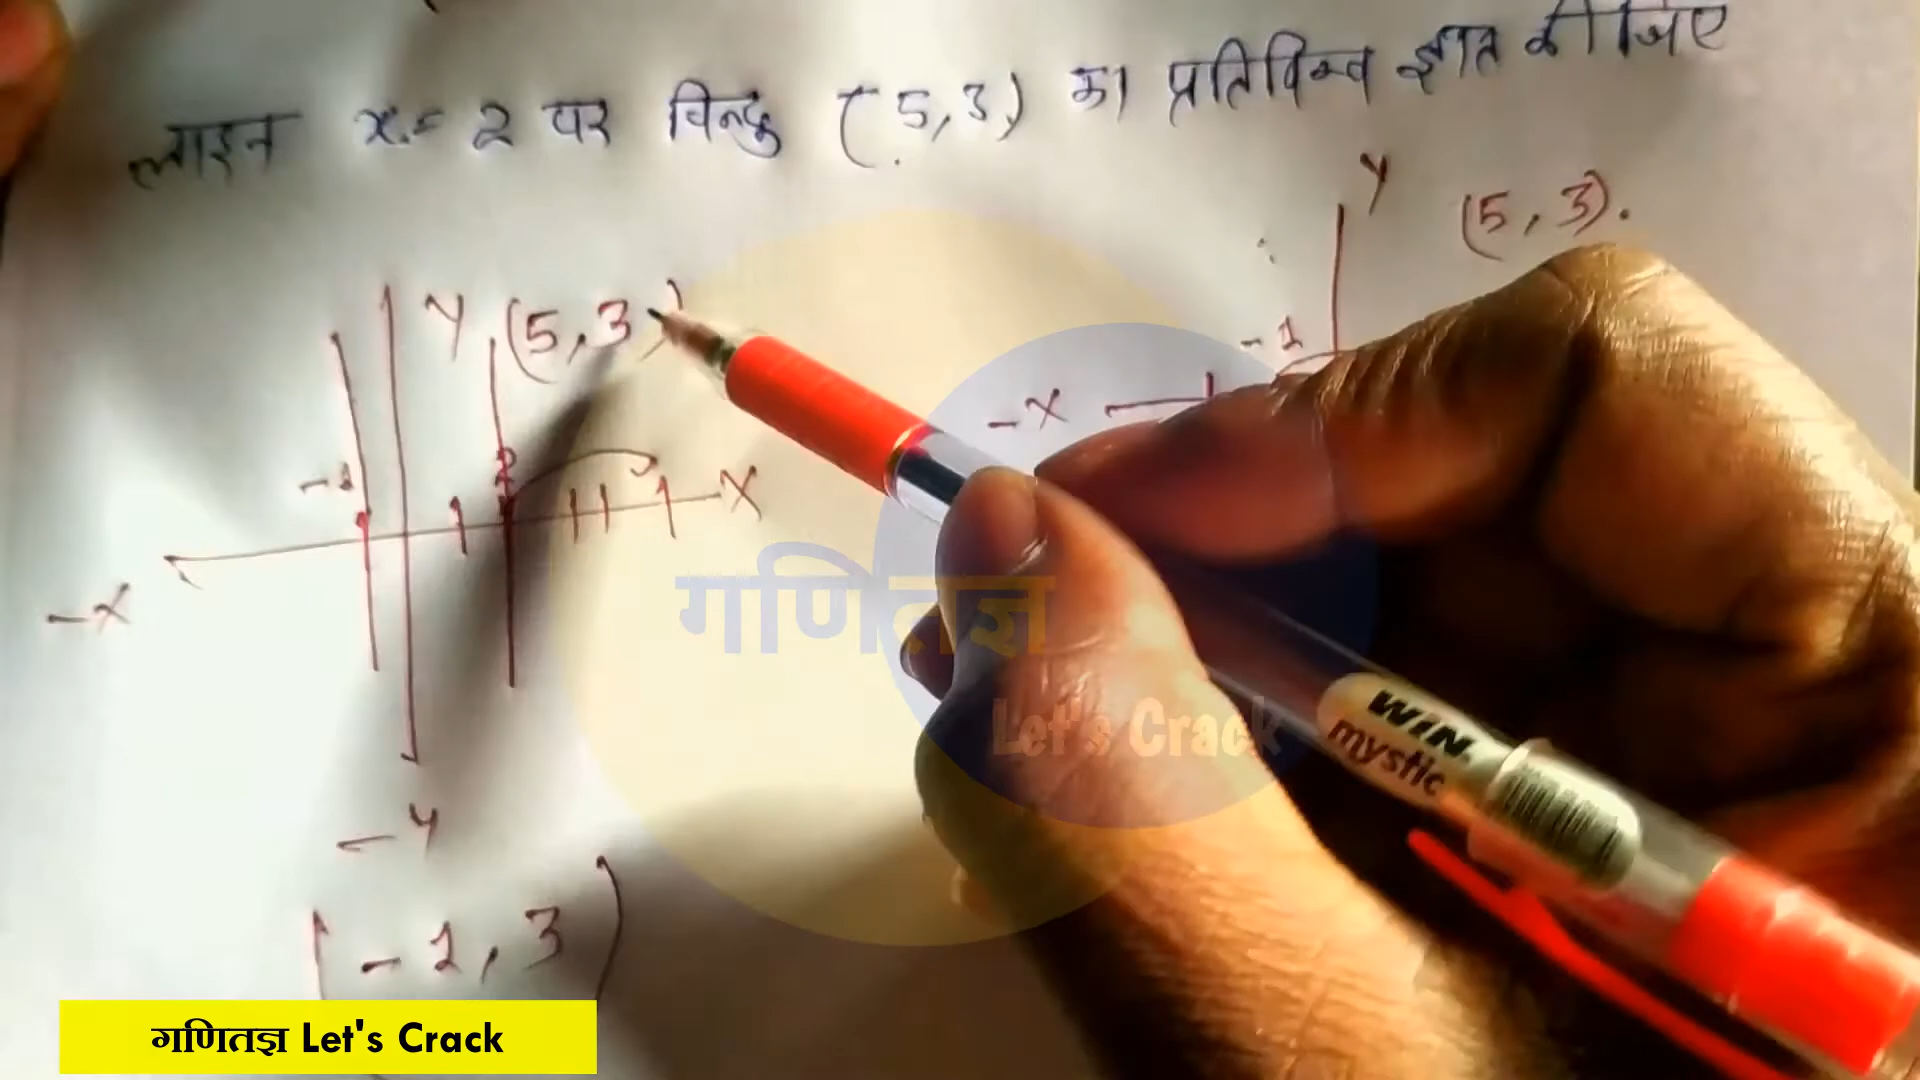 लाइन x = 2 पर बिन्दु (5,3) का प्रतिबिम्ब ज्ञात कीजिए
Y (5,3).
Y (5,3)
-1
-X
-1 2 X
-X
-Y
(-1,3)
गणितज्ञ
Let's Crack
WIN
mystic
गणितज्ञ Let's Crack